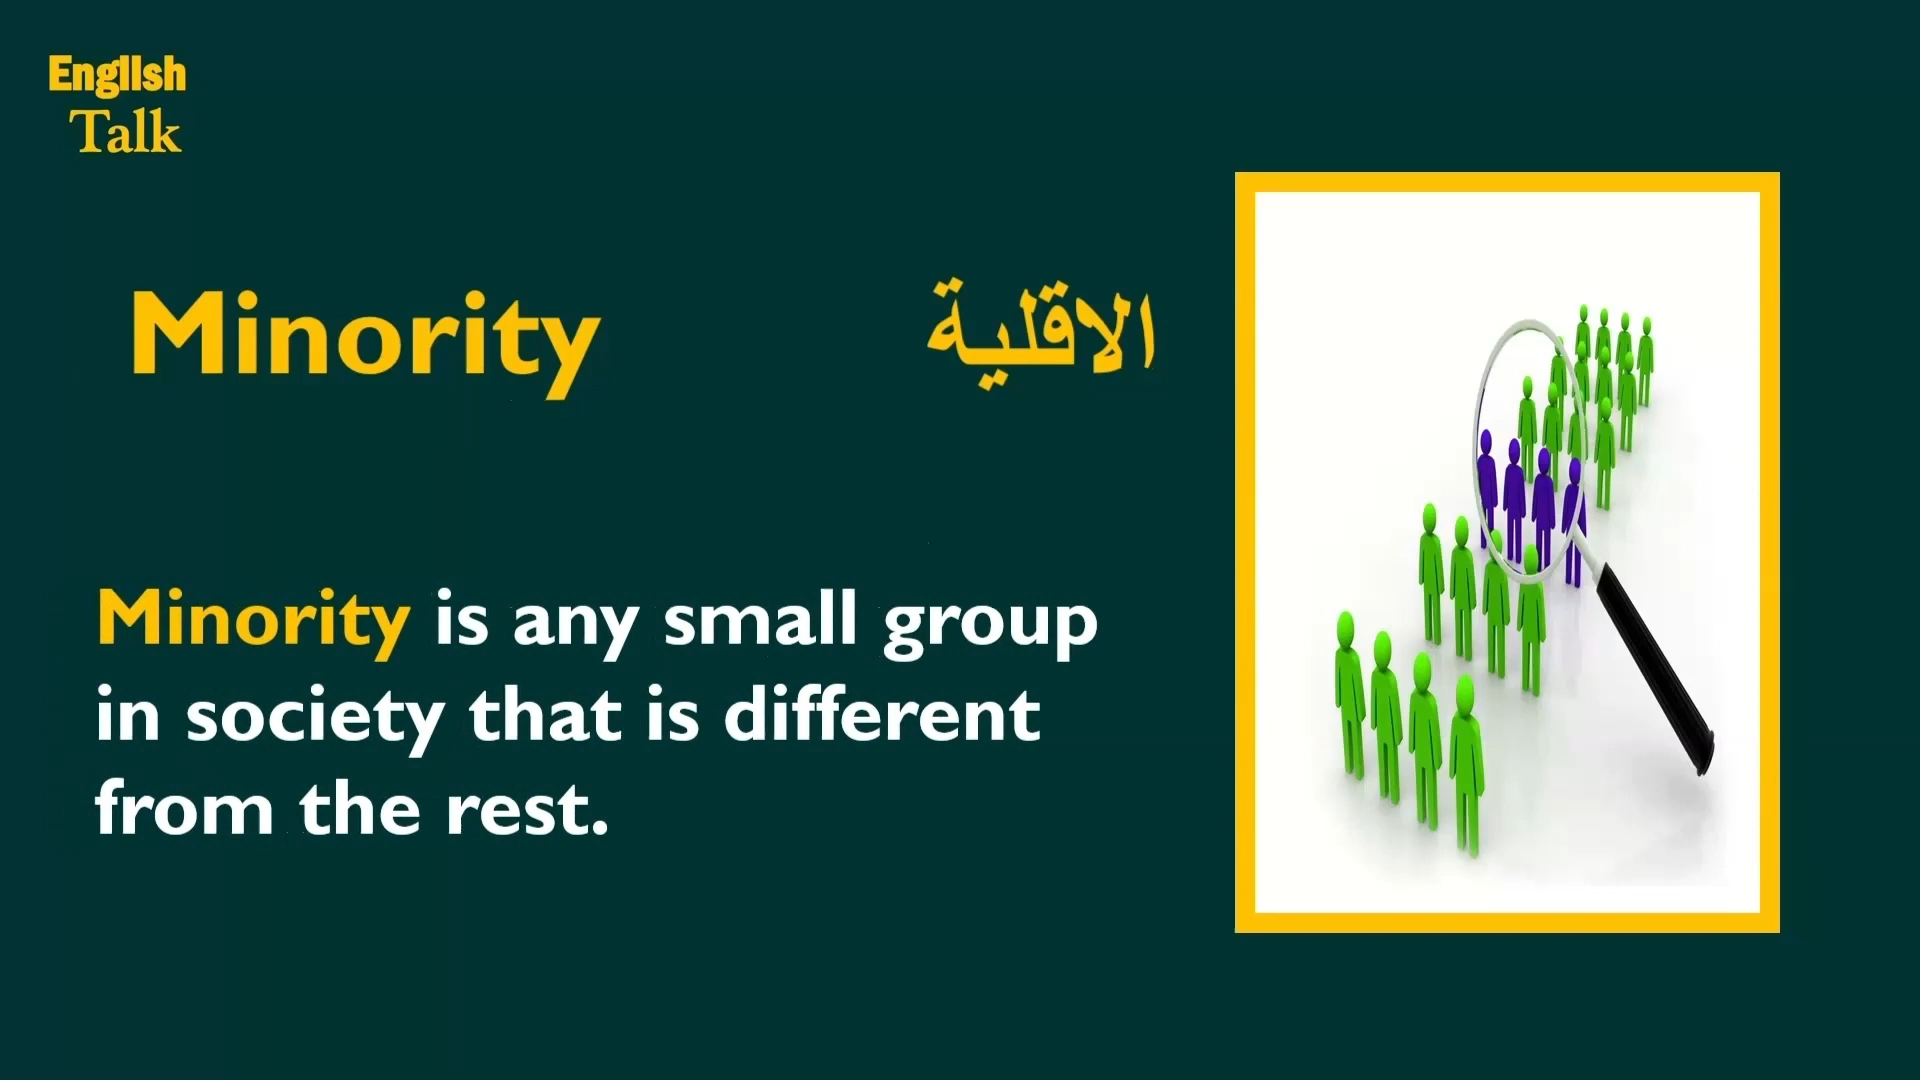 English
Talk
Minority
الاقلية
Minority is any small group
in society that is different
from the rest.